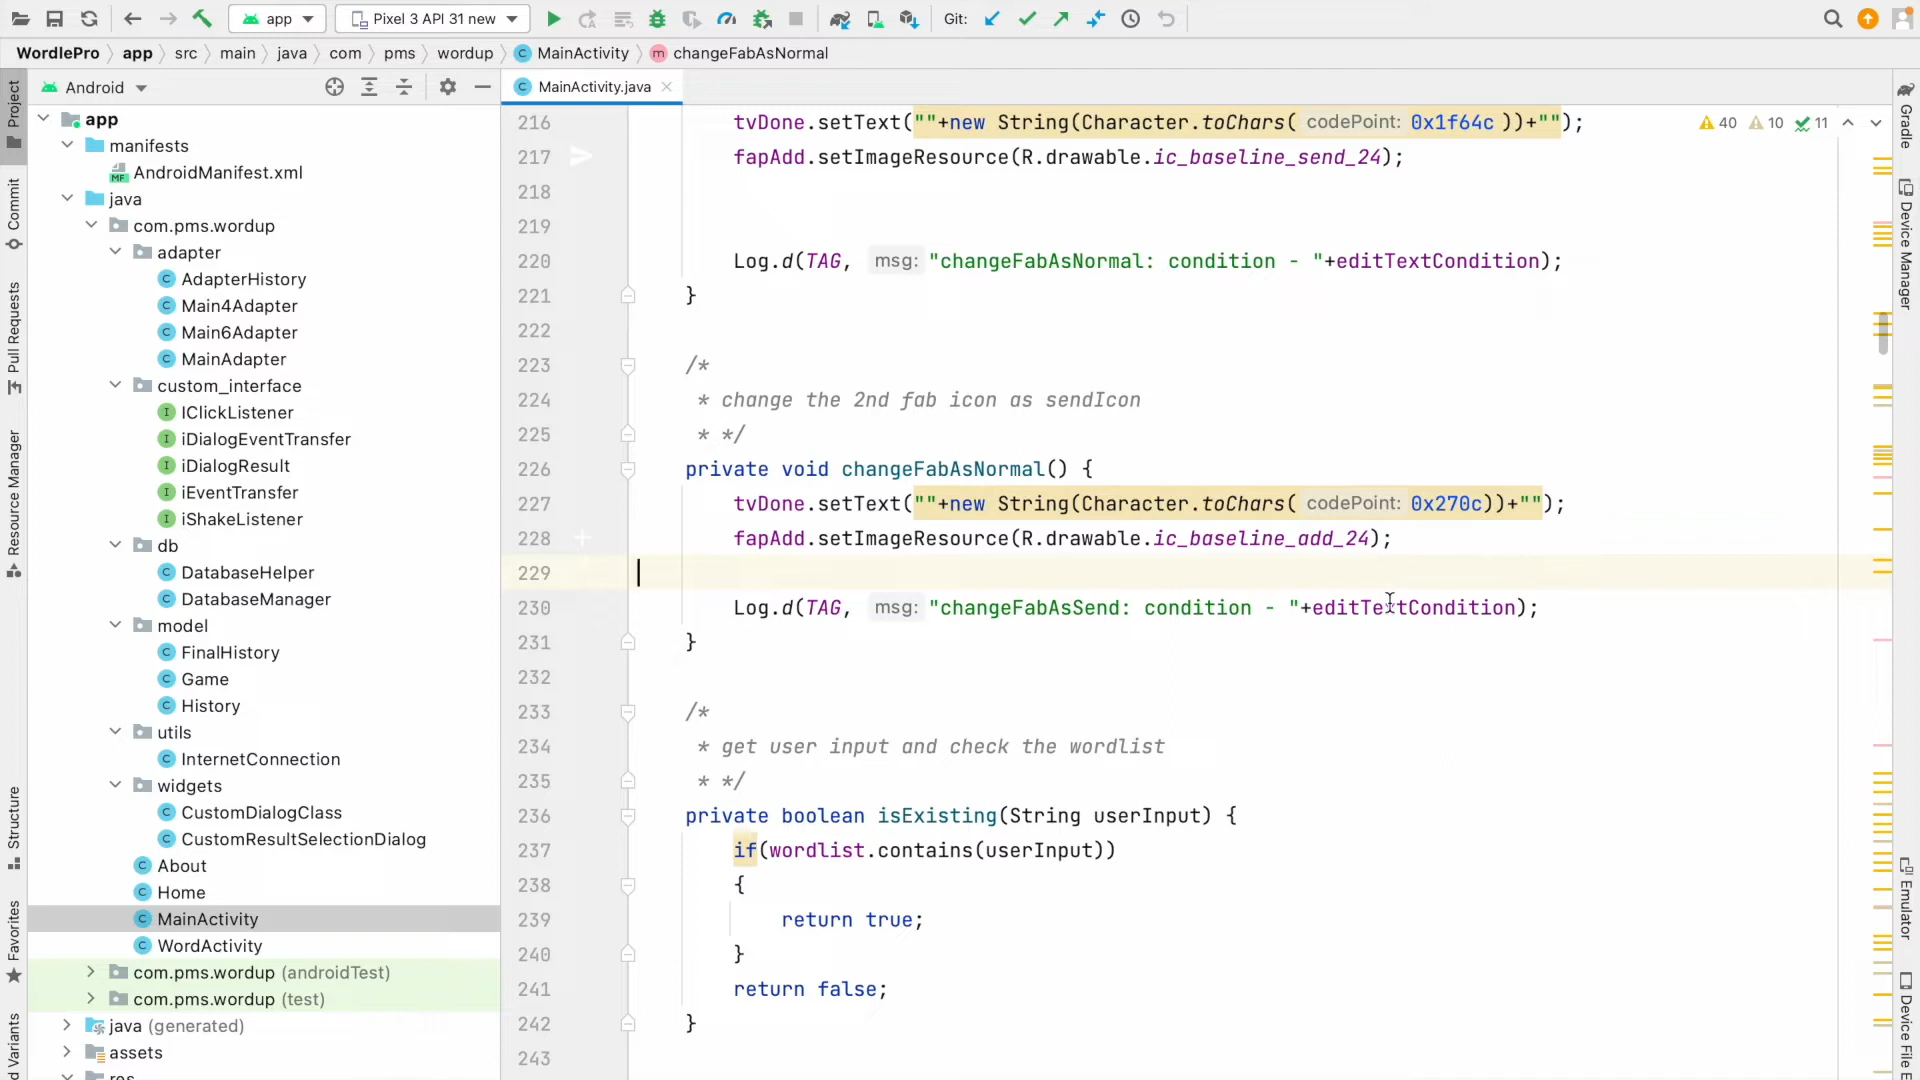 app
Pixel 3 API 31 new
Git:
WordlePro
app
src
main
java
com
pms
wordup
MainActivity
changeFabAsNormal
Project
Commit
Pull Requests
Resource Manager
Structure
Favorites
d Variants
Android
app
manifests
AndroidManifest.xml
java
com.pms.wordup
adapter
AdapterHistory
Main4Adapter
Main6Adapter
MainAdapter
custom_interface
IClickListener
iDialogEventTransfer
iDialogResult
iEventTransfer
iShakeListener
db
DatabaseHelper
DatabaseManager
model
FinalHistory
Game
History
utils
InternetConnection
widgets
CustomDialogClass
CustomResultSelectionDialog
About
Home
MainActivity
WordActivity
com.pms.wordup (androidTest)
com.pms.wordup (test)
java (generated)
assets
res
MainActivity.java
40 10 11
216 tvDone.setText(""+new String(Character.toChars( codePoint: 0x1f64c ))+"");
217 fapAdd.setImageResource(R.drawable.ic_baseline_send_24);
218
219
220 Log.d(TAG, msg: "changeFabAsNormal: condition - "+editTextCondition);
221 }
222
223 /*
224 * change the 2nd fab icon as sendIcon
225 * */
226 private void changeFabAsNormal() {
227 tvDone.setText(""+new String(Character.toChars( codePoint: 0x270c))+"");
228 fapAdd.setImageResource(R.drawable.ic_baseline_add_24);
229
230 Log.d(TAG, msg: "changeFabAsSend: condition - "+editTextCondition);
231 }
232
233 /*
234 * get user input and check the wordlist
235 * */
236 private boolean isExisting(String userInput) {
237 if(wordlist.contains(userInput))
238 {
239 return true;
240 }
241 return false;
242 }
243
Gradle
Device Manager
Emulator
Device File E